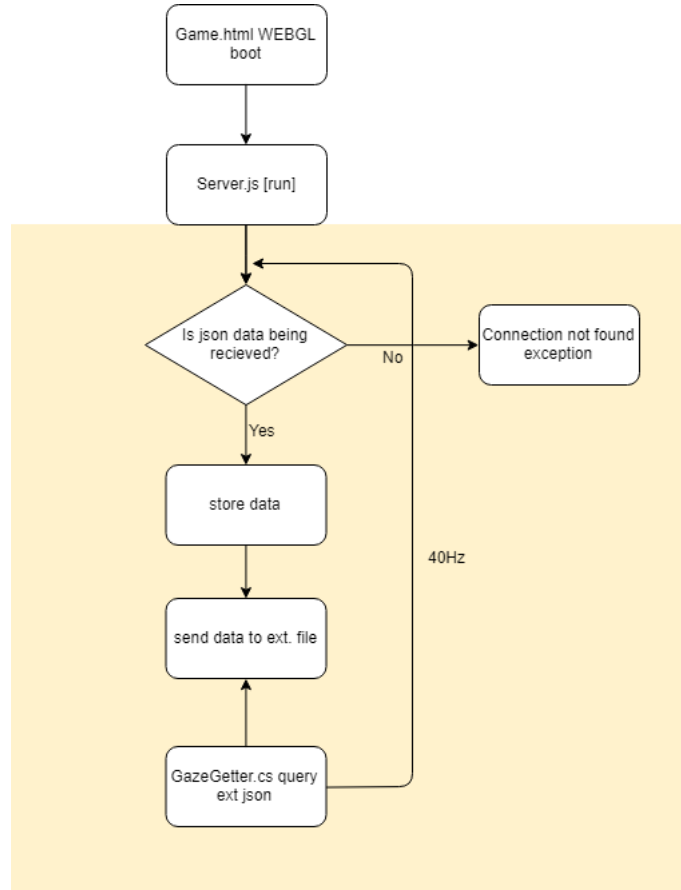 Game.html WEBGL
boot
Server.js [run]
Is json data being
recieved?
No
Connection not found
exception
Yes
store data
40Hz
send data to ext. file
GazeGetter.cs query
ext json